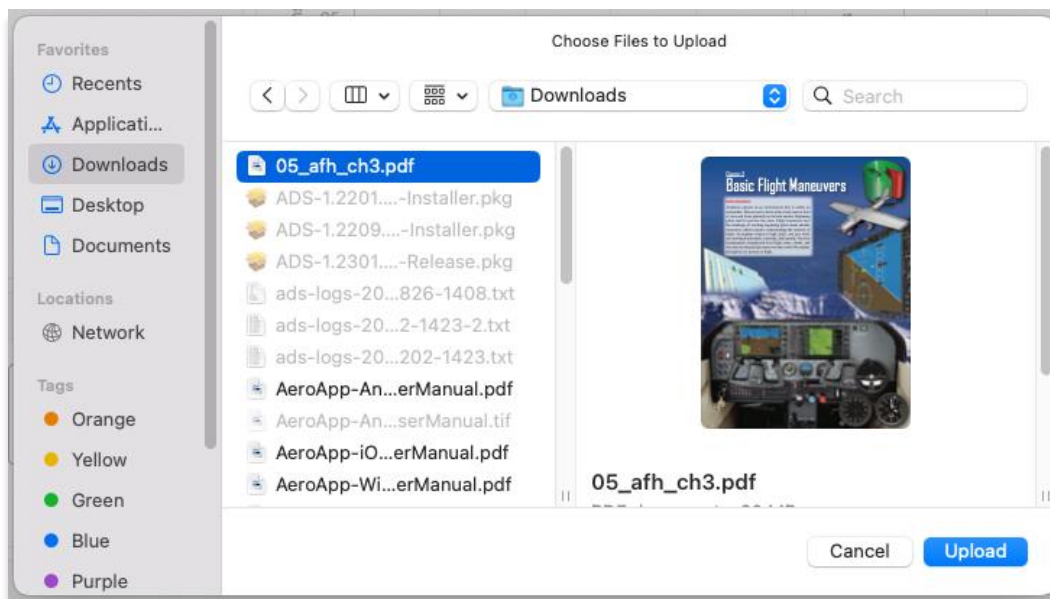 Choose Files to Upload
Favorites
Recents
Applicati...
Downloads
Desktop
Documents
Locations
Network
Tags
Orange
Yellow
Green
Blue
Purple
Downloads
Search
05_afh_ch3.pdf
ADS-1.2201....-Installer.pkg
ADS-1.2209....-Installer.pkg
ADS-1.2301....-Release.pkg
ads-logs-20...826-1408.txt
ads-logs-20...2-1423-2.txt
ads-logs-20...202-1423.txt
AeroApp-An...erManual.pdf
AeroApp-An...serManual.tif
AeroApp-iO...erManual.pdf
AeroApp-Wi...erManual.pdf
Basic Flight Maneuvers
05_afh_ch3.pdf
Cancel
Upload